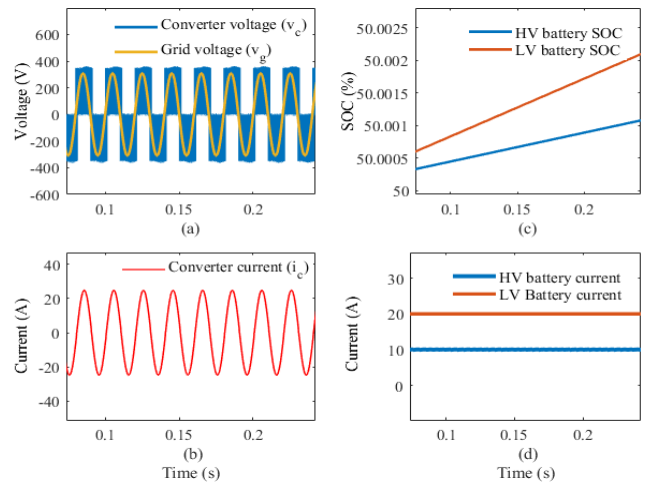 600
400
200
0
-200
-400
-600
Voltage (V)
Converter voltage (vc)
Grid voltage (vg)
0.1
0.15
0.2
(a)
50.0025
50.002
50.0015
50.001
50.0005
50
SOC (%)
HV battery SOC
LV battery SOC
0.1
0.15
0.2
(c)
40
20
0
-20
-40
Current (A)
Converter current (ic)
0.1
0.15
0.2
(b)
Time (s)
30
20
10
0
Current (A)
HV battery current
LV Battery current
0.1
0.15
0.2
(d)
Time (s)